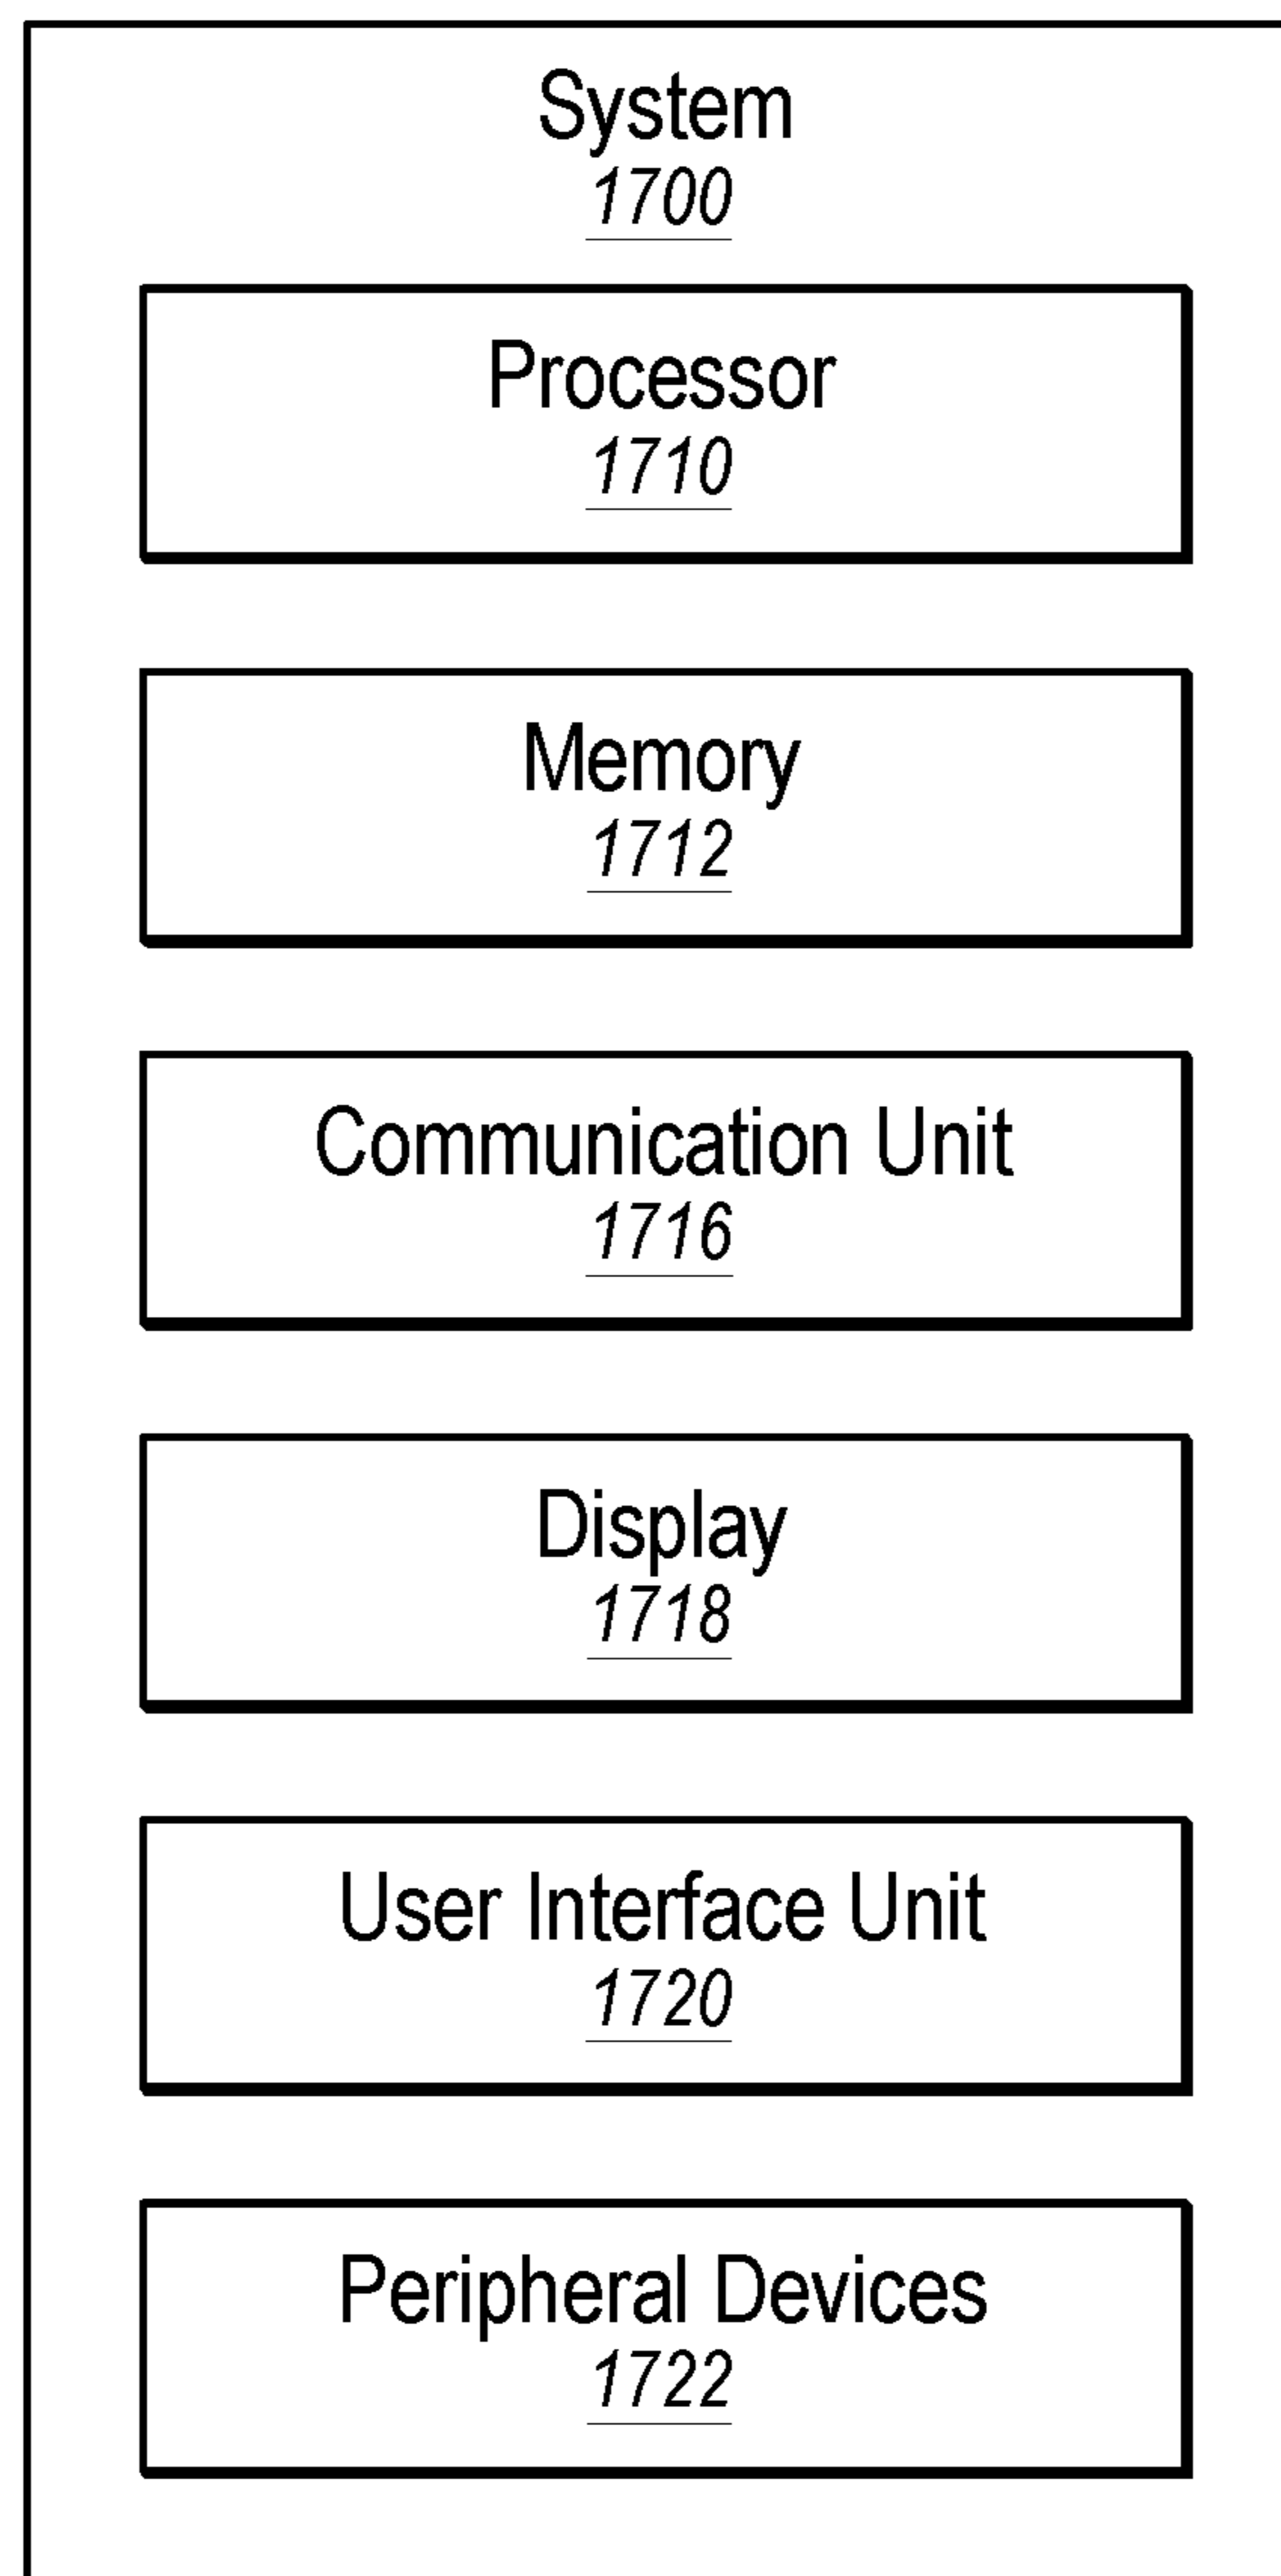 System
1700
Processor
1710
Memory
1712
Communication Unit
1716
Display
1718
User Interface Unit
1720
Peripheral Devices
1722